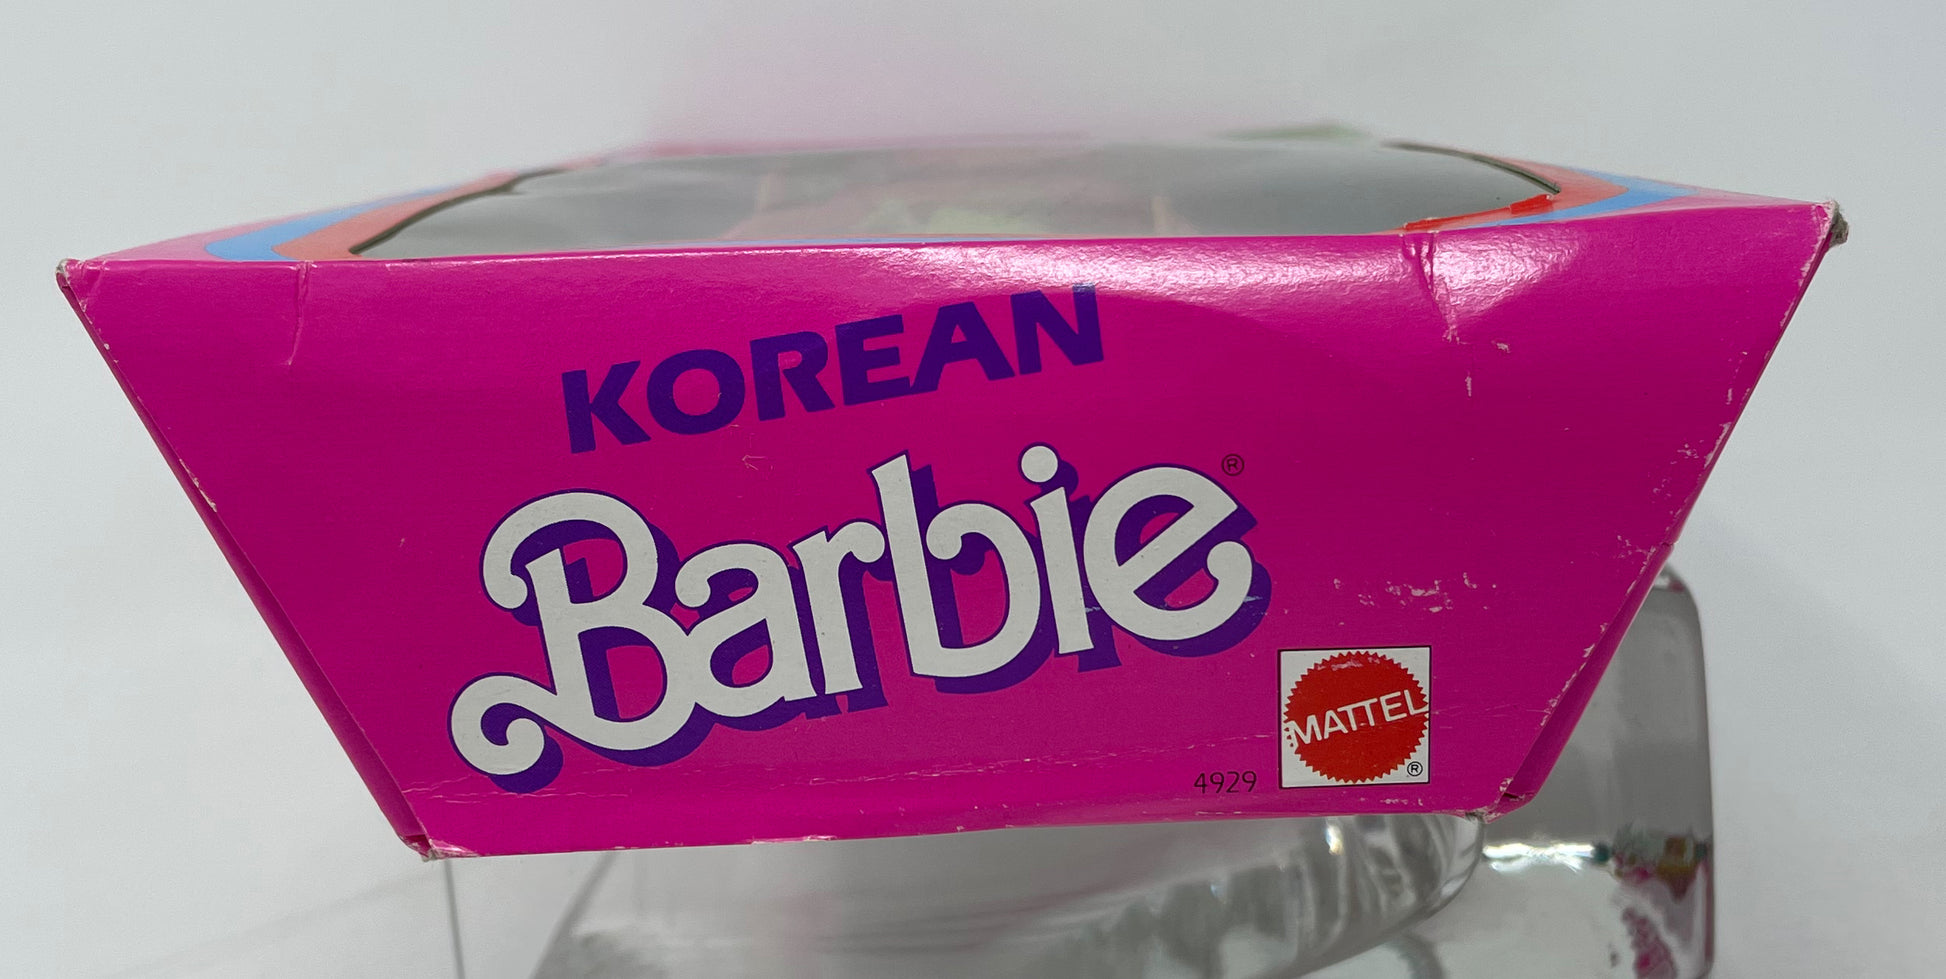 KOREAN
Barbie®
MATTEL
®
4929